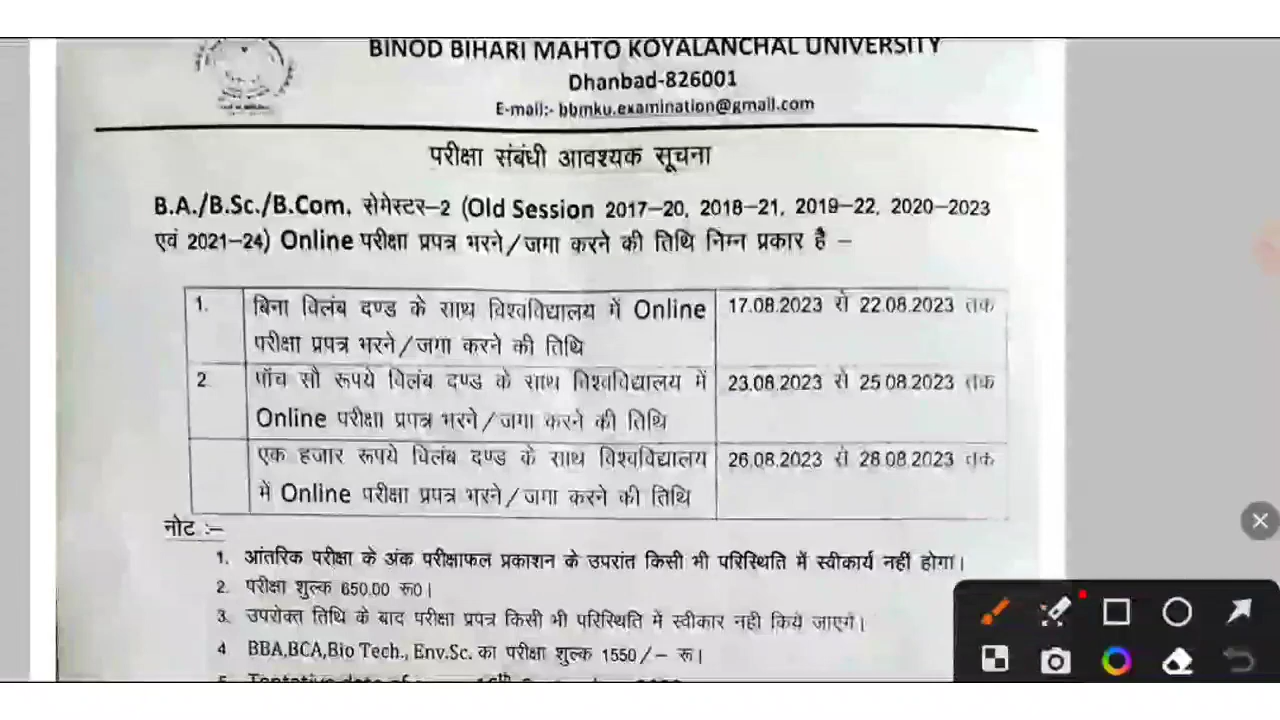 BINOD BIHARI MAHTO KOYALANCHAL UNIVERSITY
Dhanbad-826001
E-mail:- bbmku.examination@gmail.com
परीक्षा संबंधी आवश्यक सूचना
B.A./B.Sc./B.Com. सेमेस्टर–2 (Old Session 2017–20, 2018–21, 2019–22, 2020–2023
एवं 2021–24) Online परीक्षा प्रपत्र भरने/जमा करने की तिथि निम्न प्रकार है –
1. बिना विलंब दण्ड के साथ विश्वविद्यालय में Online 17.08.2023 से 22.08.2023 तक
परीक्षा प्रपत्र भरने/जमा करने की तिथि
2 पॉच सौ रूपये विलंब दण्ड के साथ विश्वविद्यालय में 23.08.2023 से 25.08.2023 तक
Online परीक्षा प्रपत्र भरने/जमा करने की तिथि
एक हजार रूपये विलंब दण्ड के साथ विश्वविद्यालय 26.08.2023 से 28.08.2023 तक
में Online परीक्षा प्रपत्र भरने/जमा करने की तिथि
नोट :–
1. आंतरिक परीक्षा के अंक परीक्षाफल प्रकाशन के उपरांत किसी भी परिस्थिति में स्वीकार्य नहीं होगा।
2. परीक्षा शुल्क 650.00 रू0।
3. उपरोक्त तिथि के बाद परीक्षा प्रपत्र किसी भी परिस्थिति में स्वीकार नही किये जाएगें।
4 BBA,BCA,Bio Tech., Env.Sc. का परीक्षा शुल्क 1550/– रू।